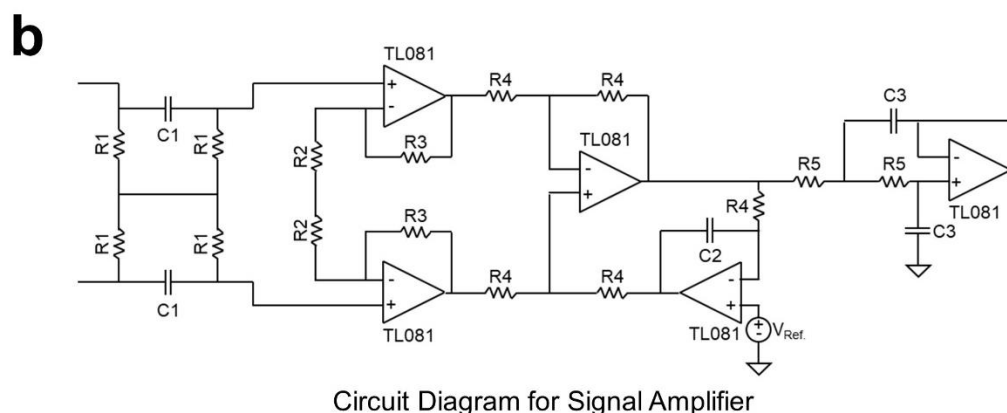 b
TL081
R4
R4
C3
C1
R1
R1
R2
R3
TL081
R5
R5
R4
C3
TL081
R1
R1
R2
R3
C2
R4
R4
C1
TL081
TL081
VRef.
Circuit Diagram for Signal Amplifier